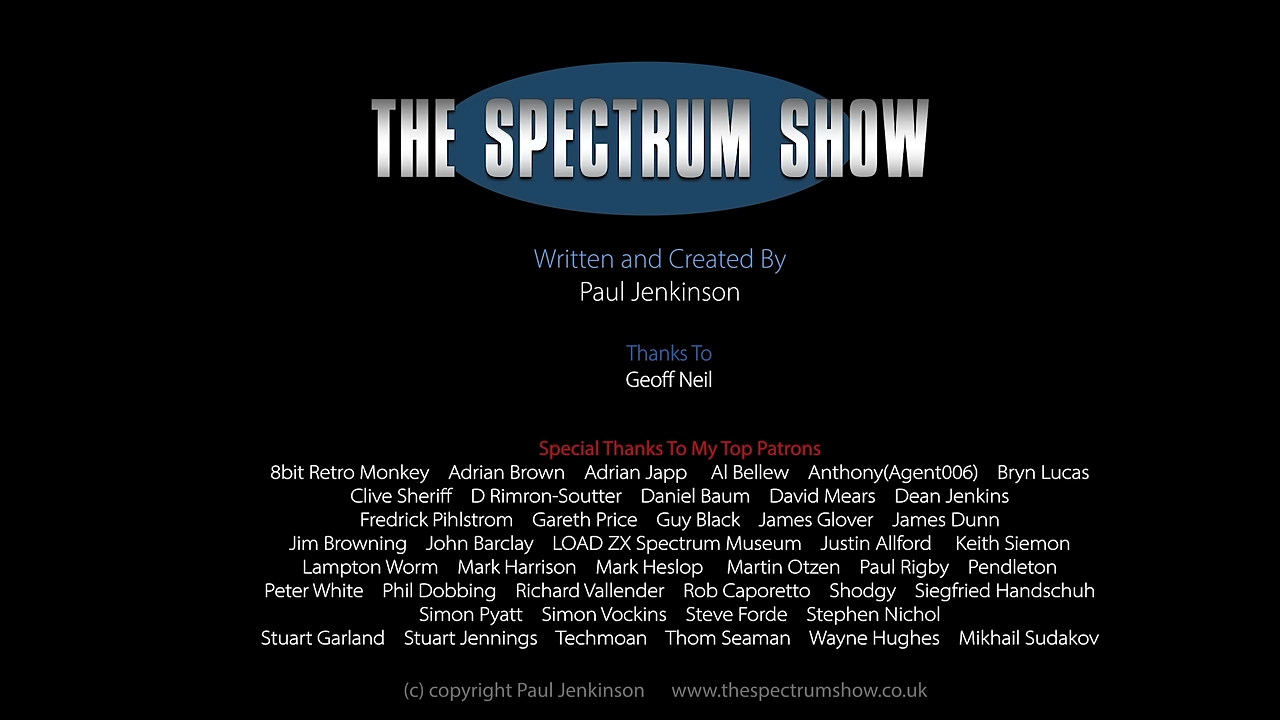 THE SPECTRUM SHOW
Written and Created By
Paul Jenkinson
Thanks To
Geoff Neil
Special Thanks To My Top Patrons
8bit Retro Monkey Adrian Brown Adrian Japp Al Bellew Anthony(Agent006) Bryn Lucas
Clive Sheriff D Rimron-Soutter Daniel Baum David Mears Dean Jenkins
Fredrick Pihlstrom Gareth Price Guy Black James Glover James Dunn
Jim Browning John Barclay LOAD ZX Spectrum Museum Justin Allford Keith Siemon
Lampton Worm Mark Harrison Mark Heslop Martin Otzen Paul Rigby Pendleton
Peter White Phil Dobbing Richard Vallender Rob Caporetto Shodgy Siegfried Handschuh
Simon Pyatt Simon Vockins Steve Forde Stephen Nichol
Stuart Garland Stuart Jennings Techmoan Thom Seaman Wayne Hughes Mikhail Sudakov
(c) copyright Paul Jenkinson www.thespectrumshow.co.uk